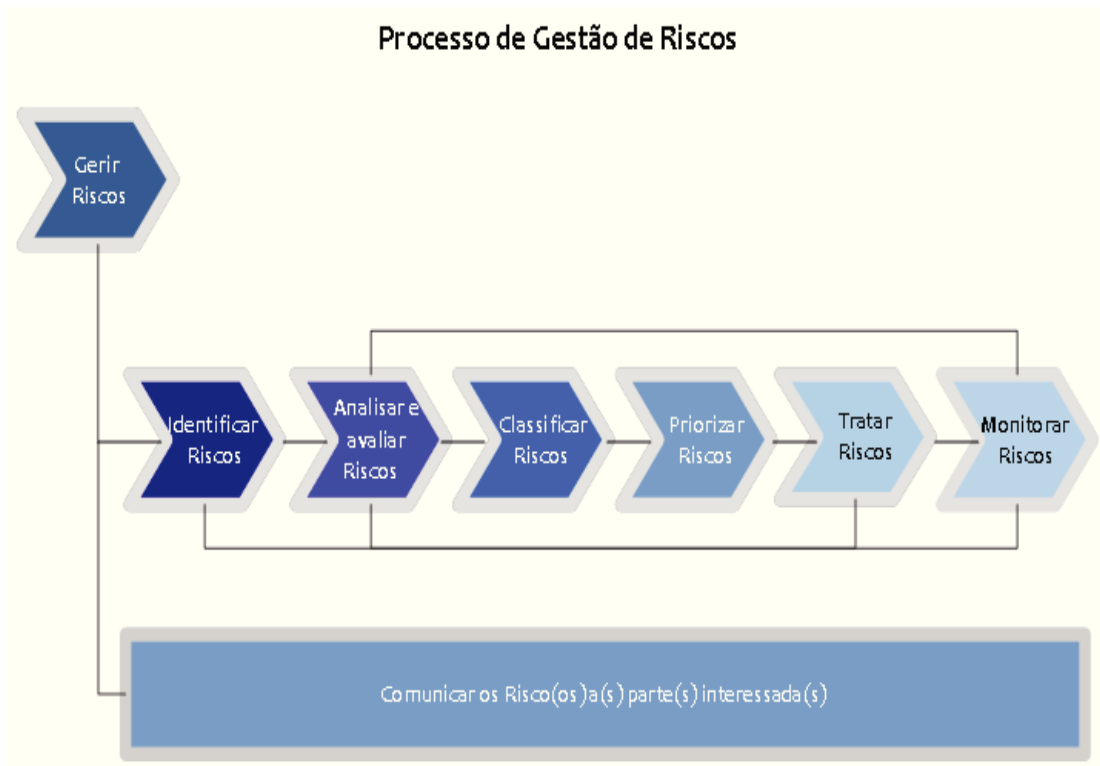 Processo de Gestão de Riscos
Gerir
Riscos
Identificar
Riscos
Analisar e
avaliar
Riscos
Classificar
Riscos
Priorizar
Riscos
Tratar
Riscos
Monitorar
Riscos
Comunicar os Risco(os)a(s) parte(s) interessada(s)